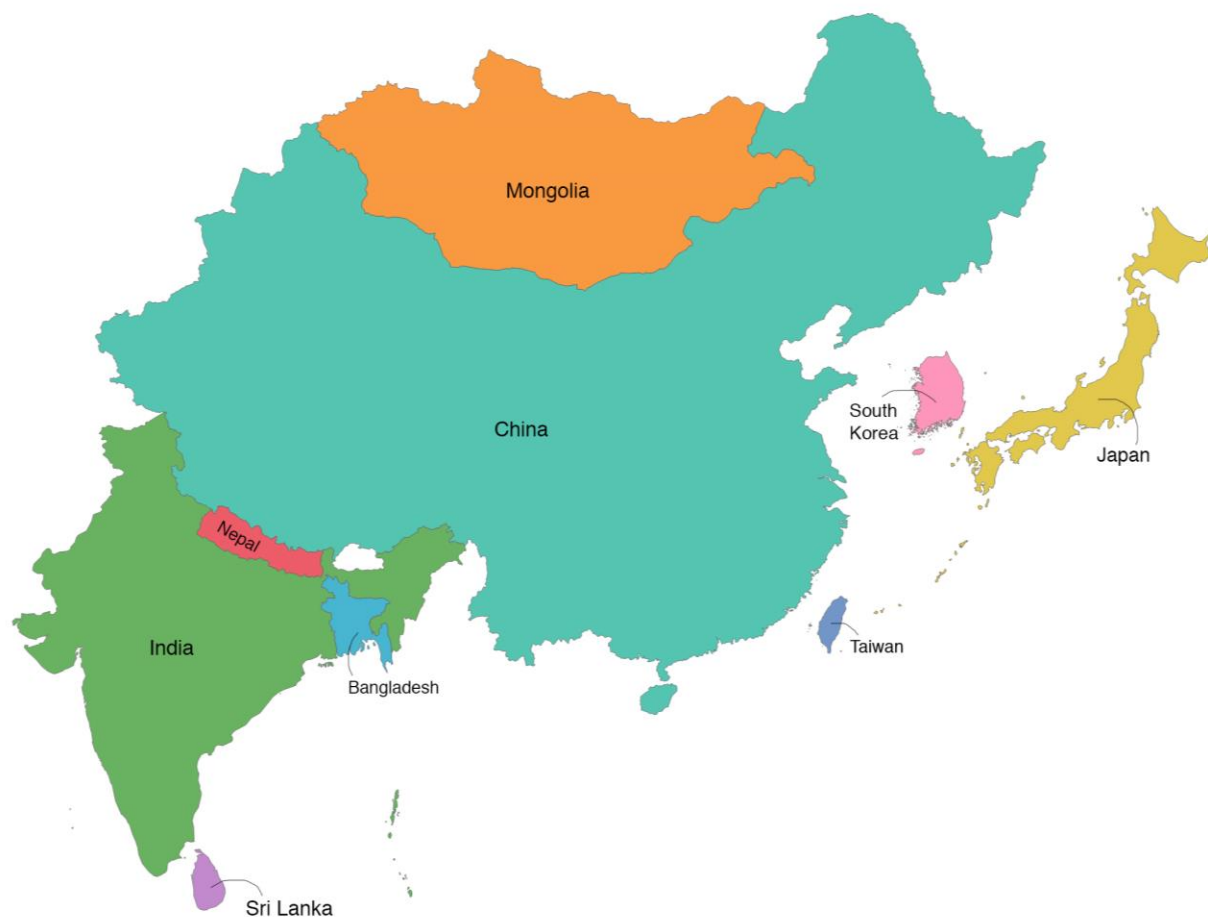 Mongolia
China
South
Korea
Japan
Nepal
India
Taiwan
Bangladesh
Sri Lanka